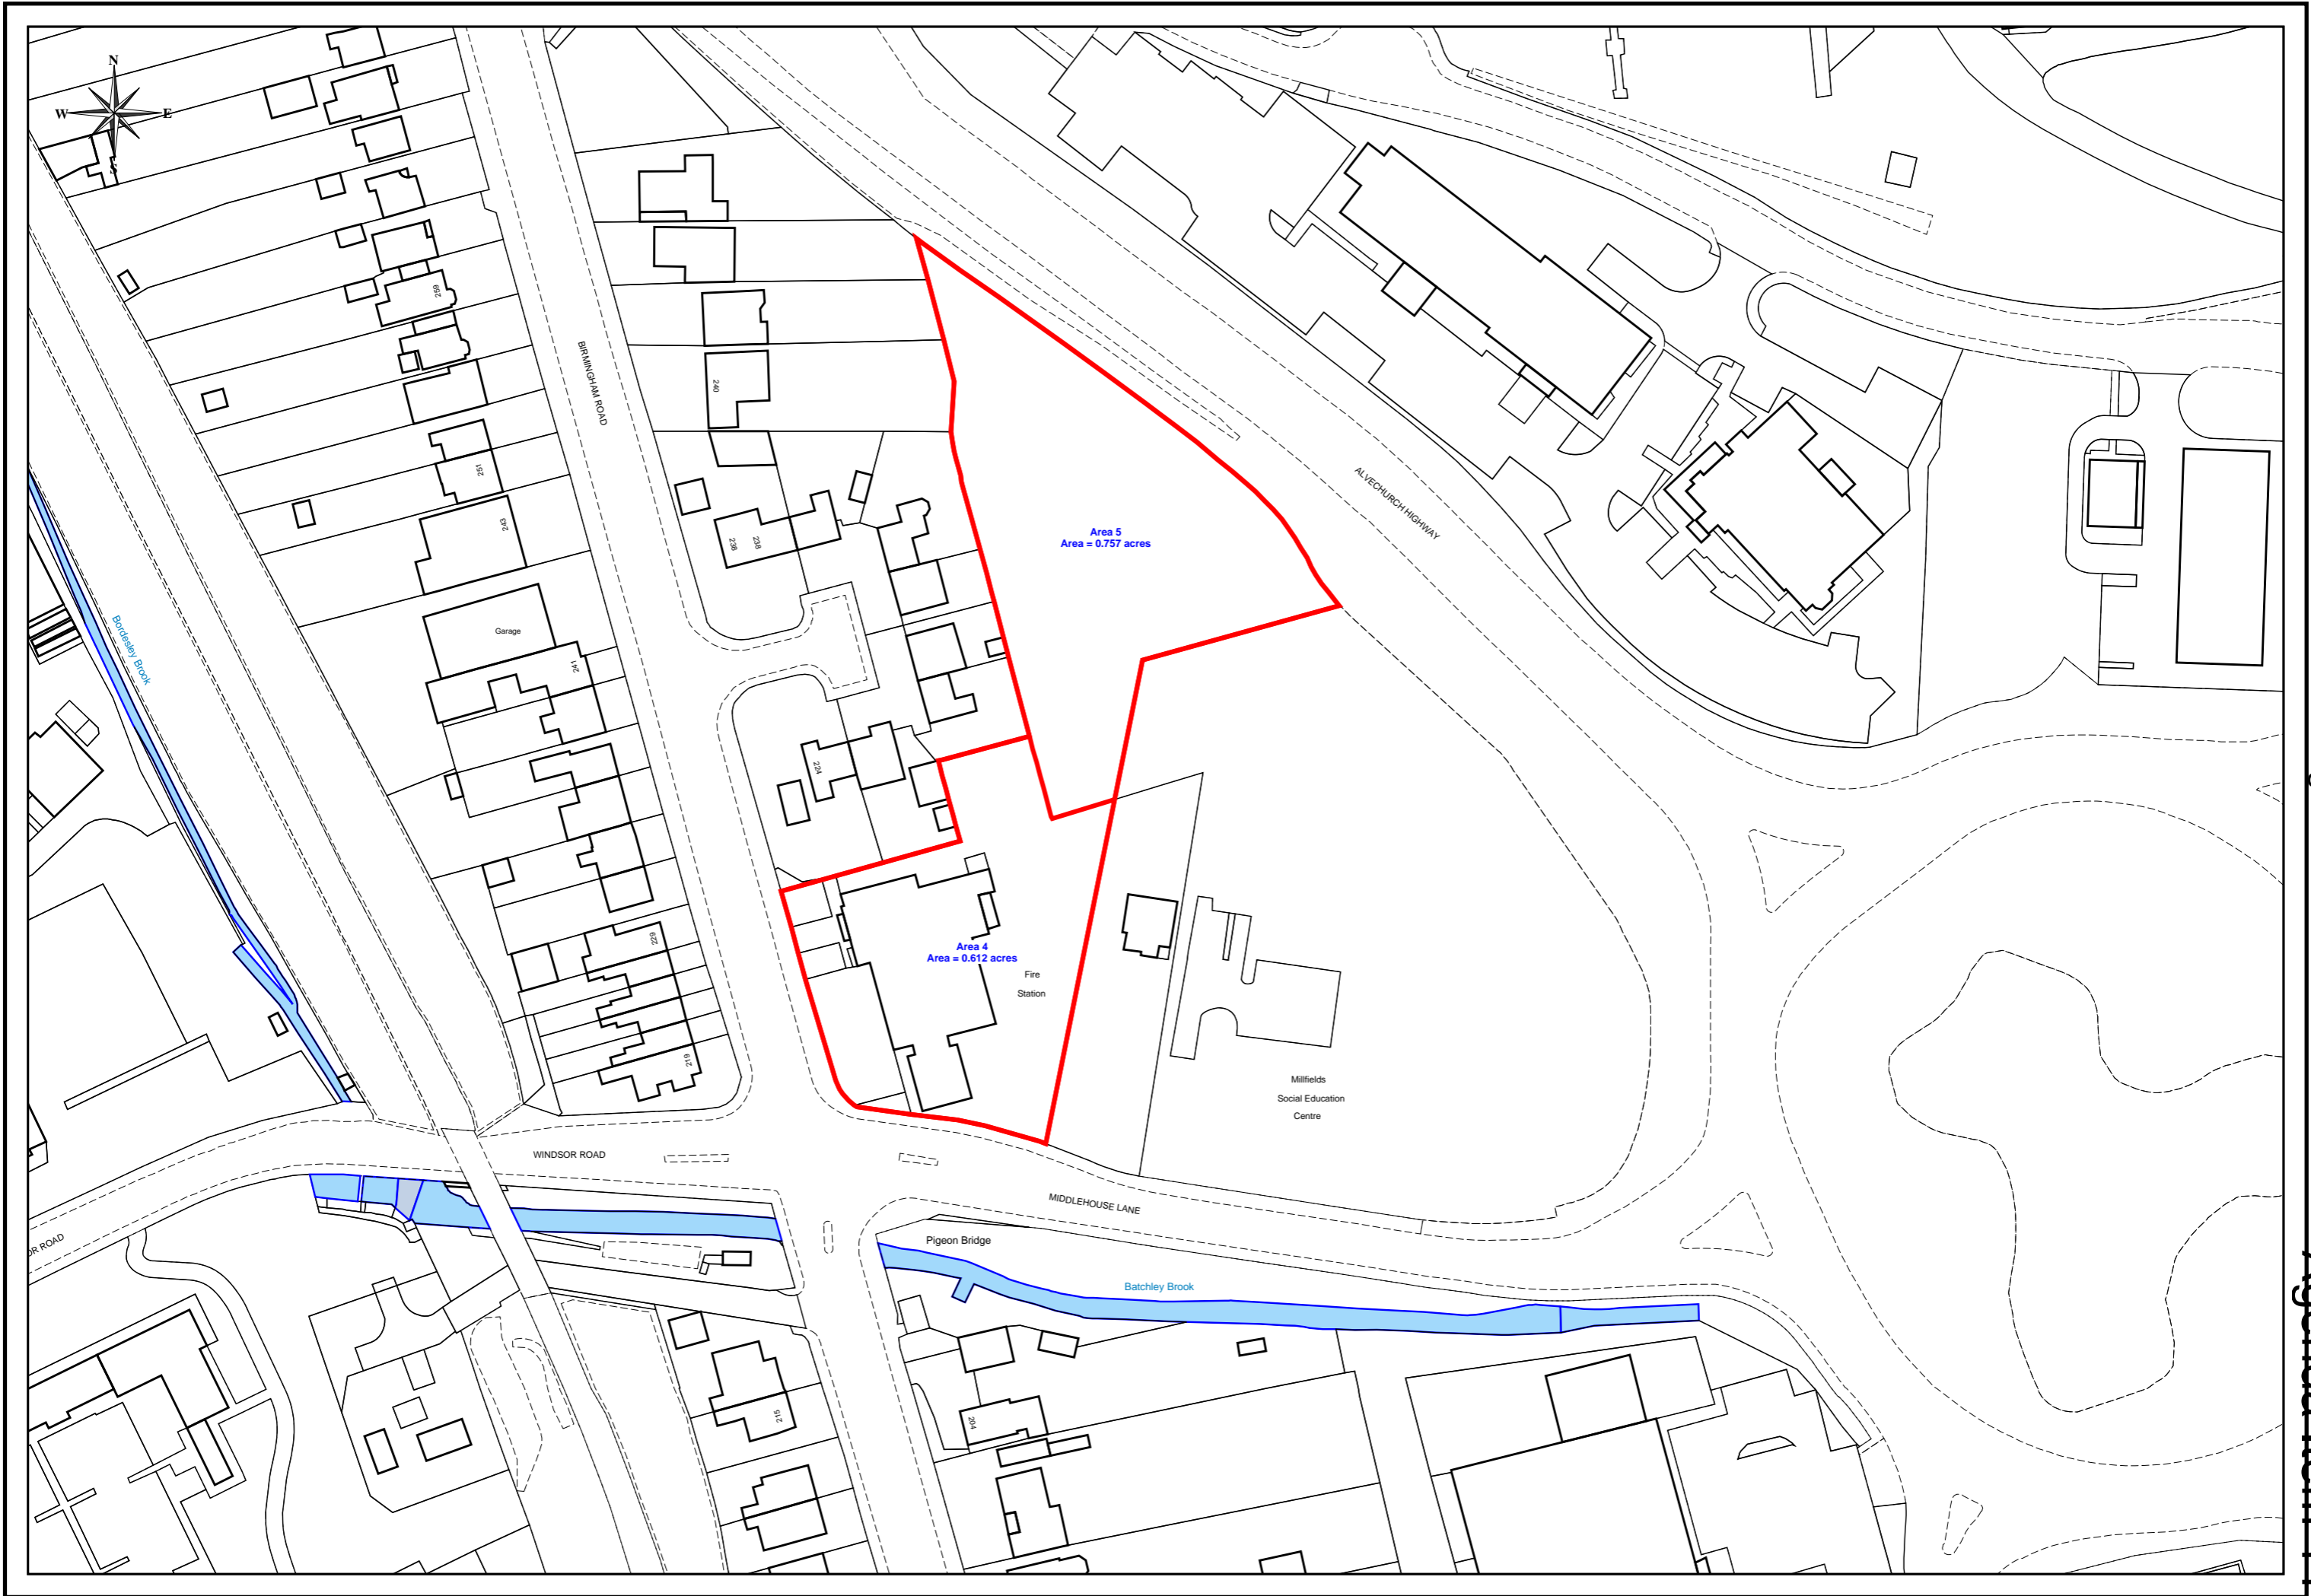 N
W E
S
259
BIRMINGHAM ROAD
240
251
243
236
238
ALVECHURCH HIGHWAY
Area 5
Area = 0.757 acres
Bordesley Brook
Garage
241
224
229
Area 4
Area = 0.612 acres
Fire
Station
219
Millfields
Social Education
Centre
WINDSOR ROAD
MIDDLEHOUSE LANE
OR ROAD
Pigeon Bridge
Batchley Brook
215
204